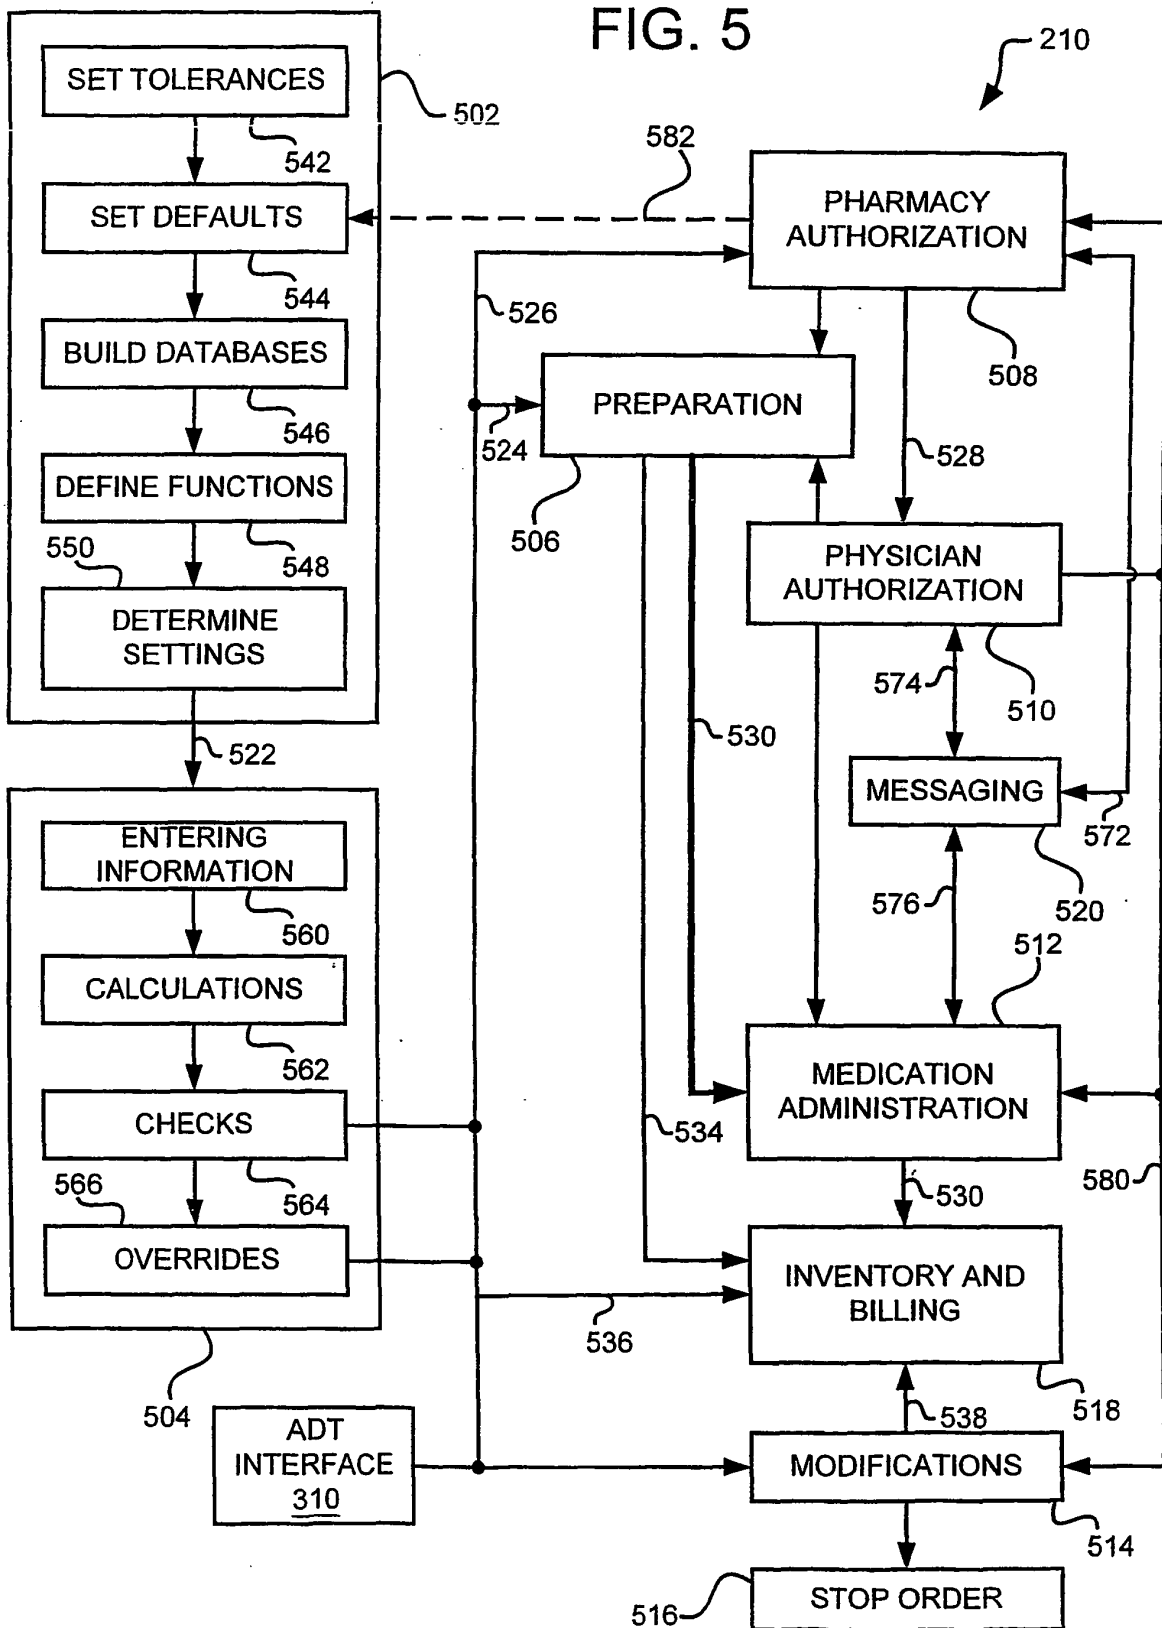 FIG. 5
210
SET TOLERANCES
502
542
582
SET DEFAULTS
PHARMACY
AUTHORIZATION
544
526
BUILD DATABASES
508
PREPARATION
546
524
528
DEFINE FUNCTIONS
506
550
548
PHYSICIAN
AUTHORIZATION
DETERMINE
SETTINGS
574
510
522
530
MESSAGING
572
ENTERING
INFORMATION
576
520
560
512
CALCULATIONS
562
MEDICATION
ADMINISTRATION
CHECKS
534
566
564
530
580
OVERRIDES
INVENTORY AND
BILLING
536
504
538
518
ADT
INTERFACE
310
MODIFICATIONS
514
STOP ORDER
516